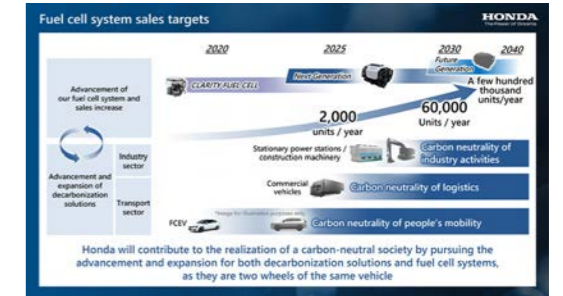 Fuel cell system sales targets
HONDA
The Power of Dreams
2020
2025
2030
2040
Advancement of
our fuel cell system and
sales increase
CLARITY FUEL CELL
Next Generation
Future
Generation
A few hundred
thousand
units/year
2,000
units / year
60,000
Units / year
Advancement and
expansion of
decarbonization
solutions
Industry
sector
Transport
sector
Stationary power stations /
construction machinery
Carbon neutrality of
industry activities
Commercial
vehicles
Carbon neutrality of logistics
*Image for illustrative purposes only
FCEV
Carbon neutrality of people's mobility
Honda will contribute to the realization of a carbon-neutral society by pursuing the
advancement and expansion for both decarbonization solutions and fuel cell systems,
as they are two wheels of the same vehicle